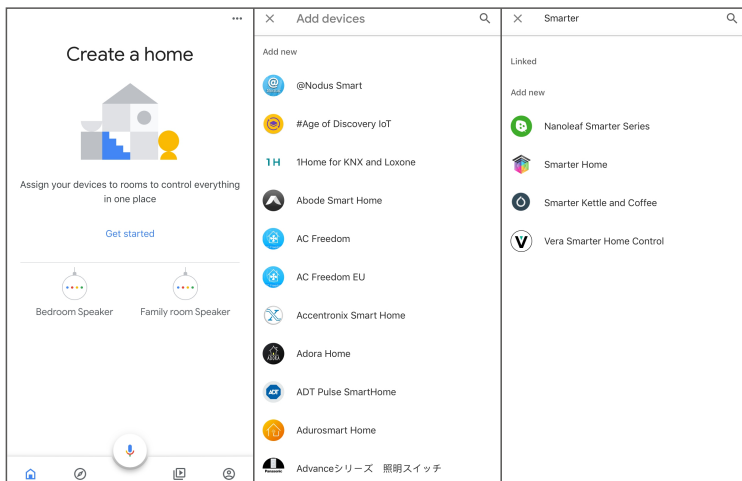 Create a home
Assign your devices to rooms to control everything
in one place
Get started
Bedroom Speaker
Family room Speaker
Add devices
Add new
@Nodus Smart
#Age of Discovery IoT
1H
1Home for KNX and Loxone
Abode Smart Home
AC Freedom
AC Freedom EU
Accentronix Smart Home
Adora Home
ADT
ADT Pulse SmartHome
Adurosmart Home
Panasonic
Advanceシリーズ 照明スイッチ
Smarter
Linked
Add new
Nanoleaf Smarter Series
Smarter Home
Smarter Kettle and Coffee
V
Vera Smarter Home Control